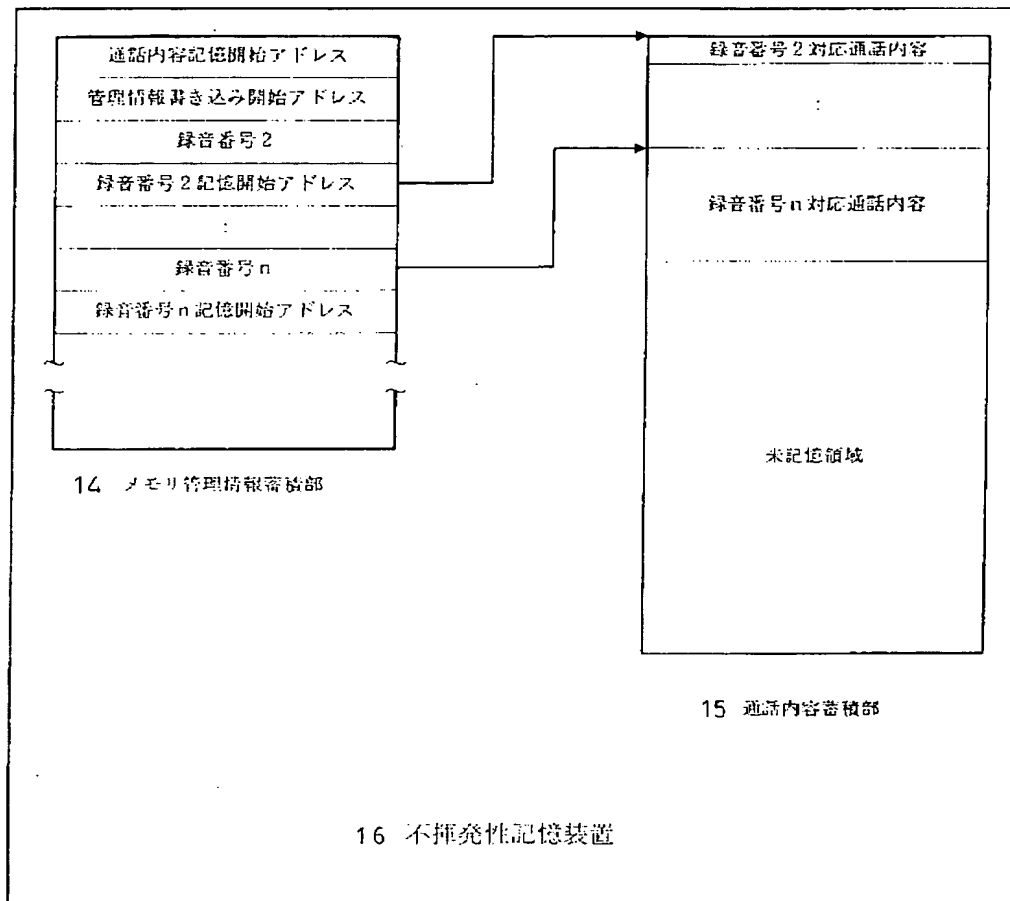 通話内容記憶開始アドレス
管理情報書き込み開始アドレス
録音番号2
録音番号2記憶開始アドレス
:
録音番号n
録音番号n記憶開始アドレス
14 メモリ管理情報蓄積部
録音番号2対応通話内容
:
録音番号n対応通話内容
未記憶領域
15 通話内容蓄積部
16 不揮発性記憶装置